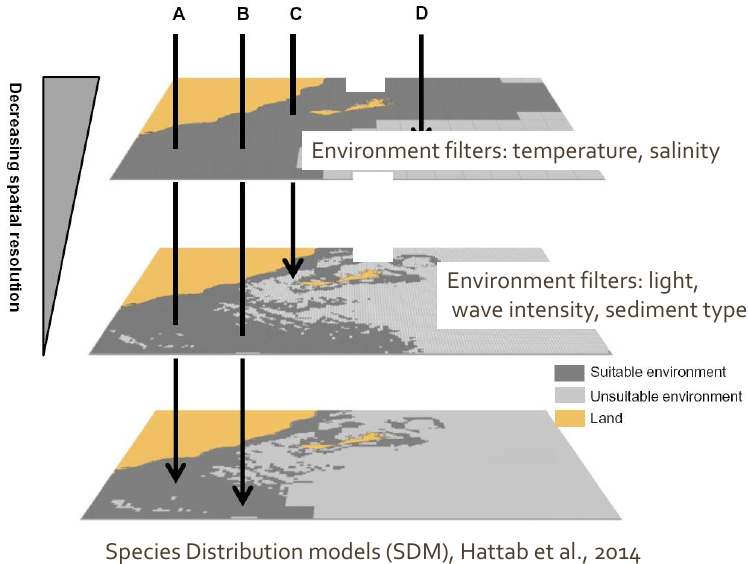 A B C D
Decreasing spatial resolution
Environment filters: temperature, salinity
Environment filters: light,
wave intensity, sediment type
Suitable environment
Unsuitable environment
Land
Species Distribution models (SDM), Hattab et al., 2014